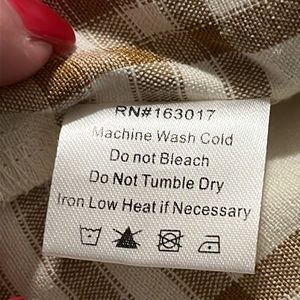 RN#163017
Machine Wash Cold
Do not Bleach
Do Not Tumble Dry
Iron Low Heat if Necessary